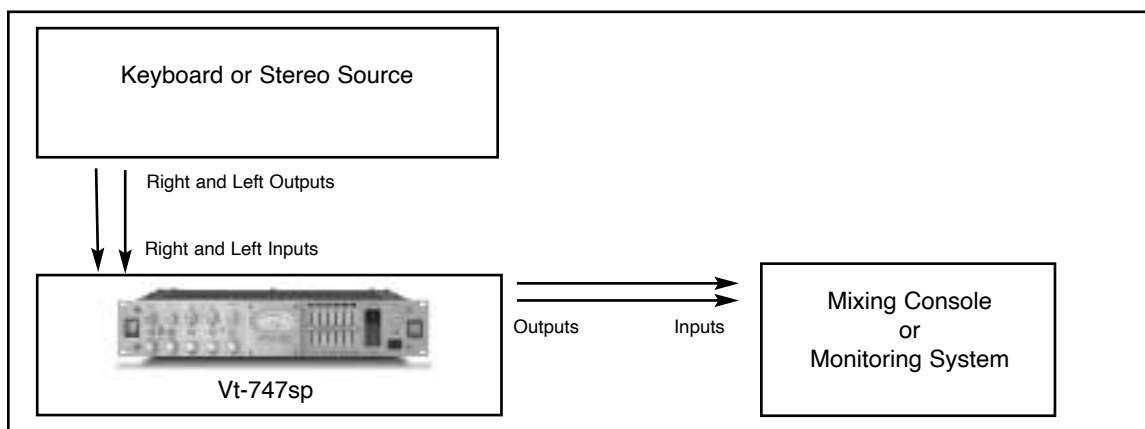 Keyboard or Stereo Source
Right and Left Outputs
Right and Left Inputs
Vt-747sp
Outputs
Inputs
Mixing Console
or
Monitoring System